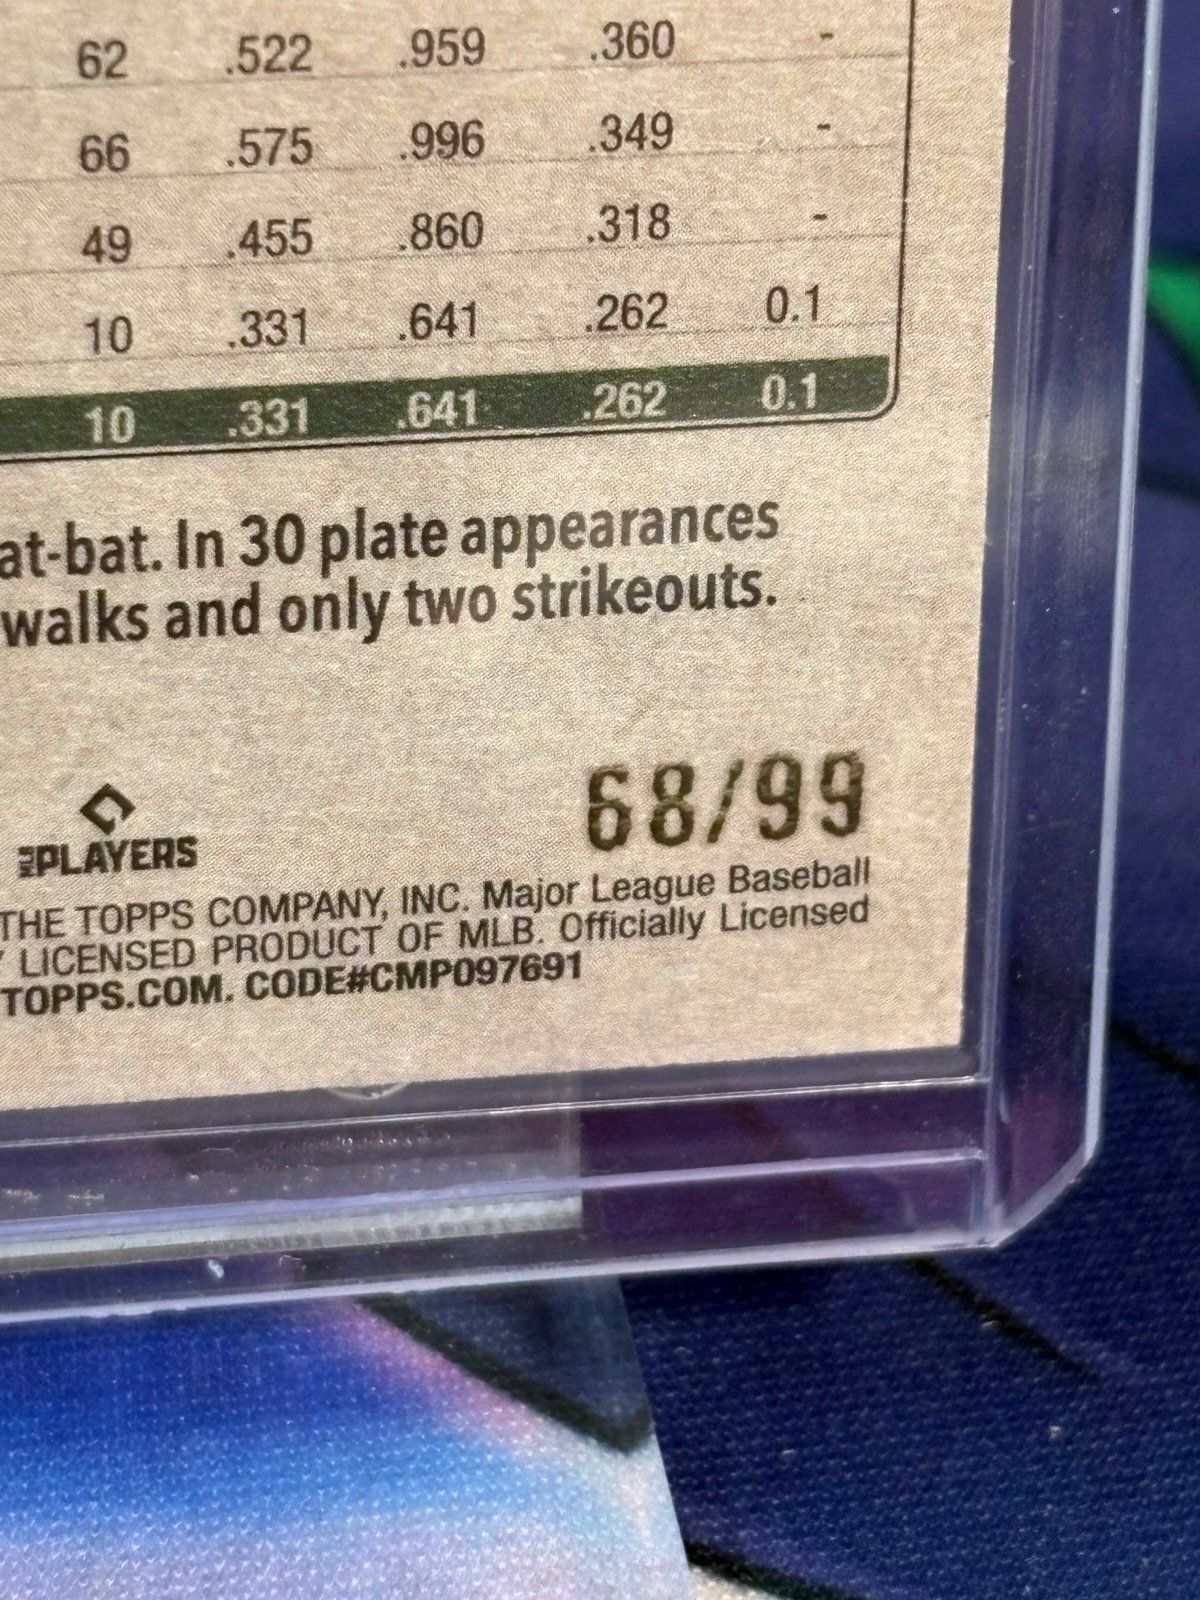 62 .522 .959 .360 -
66 .575 .996 .349 -
49 .455 .860 .318 -
10 .331 .641 .262 0.1
10 .331 .641 .262 0.1
at-bat. In 30 plate appearances
walks and only two strikeouts.
68/99
MLB PLAYERS
THE TOPPS COMPANY, INC. Major League Baseball
LICENSED PRODUCT OF MLB. Officially Licensed
TOPPS.COM. CODE#CMP097691